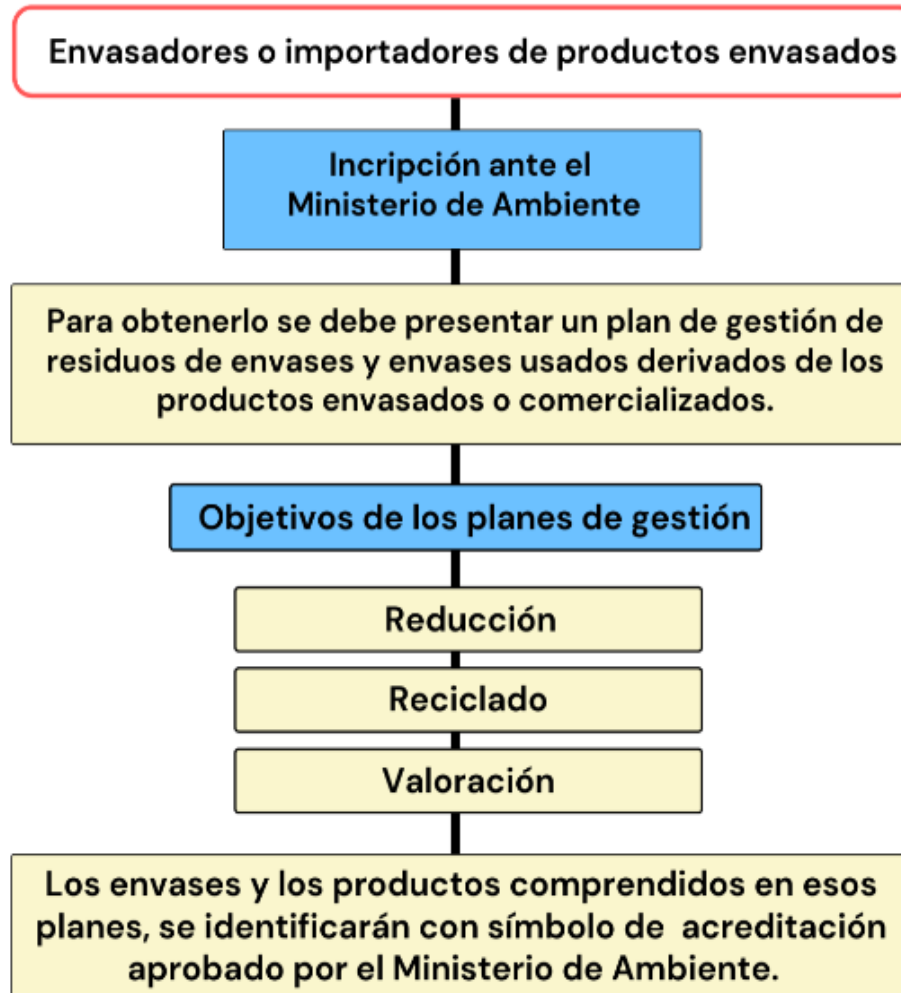 Envasadores o importadores de productos envasados
Incripción ante el
Ministerio de Ambiente
Para obtenerlo se debe presentar un plan de gestión de
residuos de envases y envases usados derivados de los
productos envasados o comercializados.
Objetivos de los planes de gestión
Reducción
Reciclado
Valoración
Los envases y los productos comprendidos en esos
planes, se identificarán con símbolo de acreditación
aprobado por el Ministerio de Ambiente.